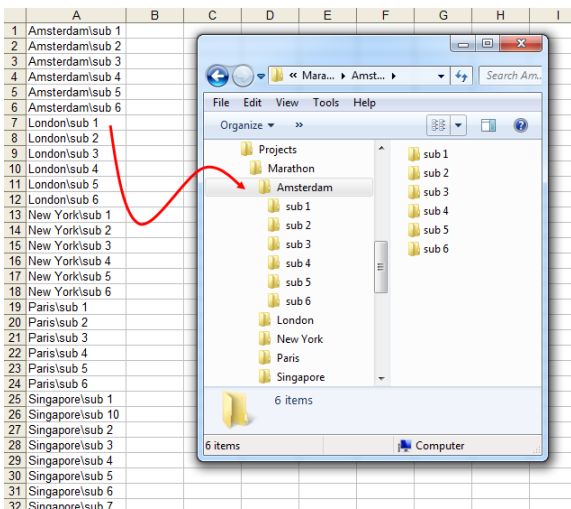 A B C D E F G H I
1 Amsterdam\sub 1
2 Amsterdam\sub 2
3 Amsterdam\sub 3
4 Amsterdam\sub 4
5 Amsterdam\sub 5
6 Amsterdam\sub 6
7 London\sub 1
8 London\sub 2
9 London\sub 3
10 London\sub 4
11 London\sub 5
12 London\sub 6
13 New York\sub 1
14 New York\sub 2
15 New York\sub 3
16 New York\sub 4
17 New York\sub 5
18 New York\sub 6
19 Paris\sub 1
20 Paris\sub 2
21 Paris\sub 3
22 Paris\sub 4
23 Paris\sub 5
24 Paris\sub 6
25 Singapore\sub 1
26 Singapore\sub 10
27 Singapore\sub 2
28 Singapore\sub 3
29 Singapore\sub 4
30 Singapore\sub 5
31 Singapore\sub 6
32 Singapore\sub 7
« Mara... Amst... Search Am...
File Edit View Tools Help
Organize »
Projects
Marathon
Amsterdam
sub 1
sub 2
sub 3
sub 4
sub 5
sub 6
London
New York
Paris
Singapore
sub 1
sub 2
sub 3
sub 4
sub 5
sub 6
6 items
6 items Computer